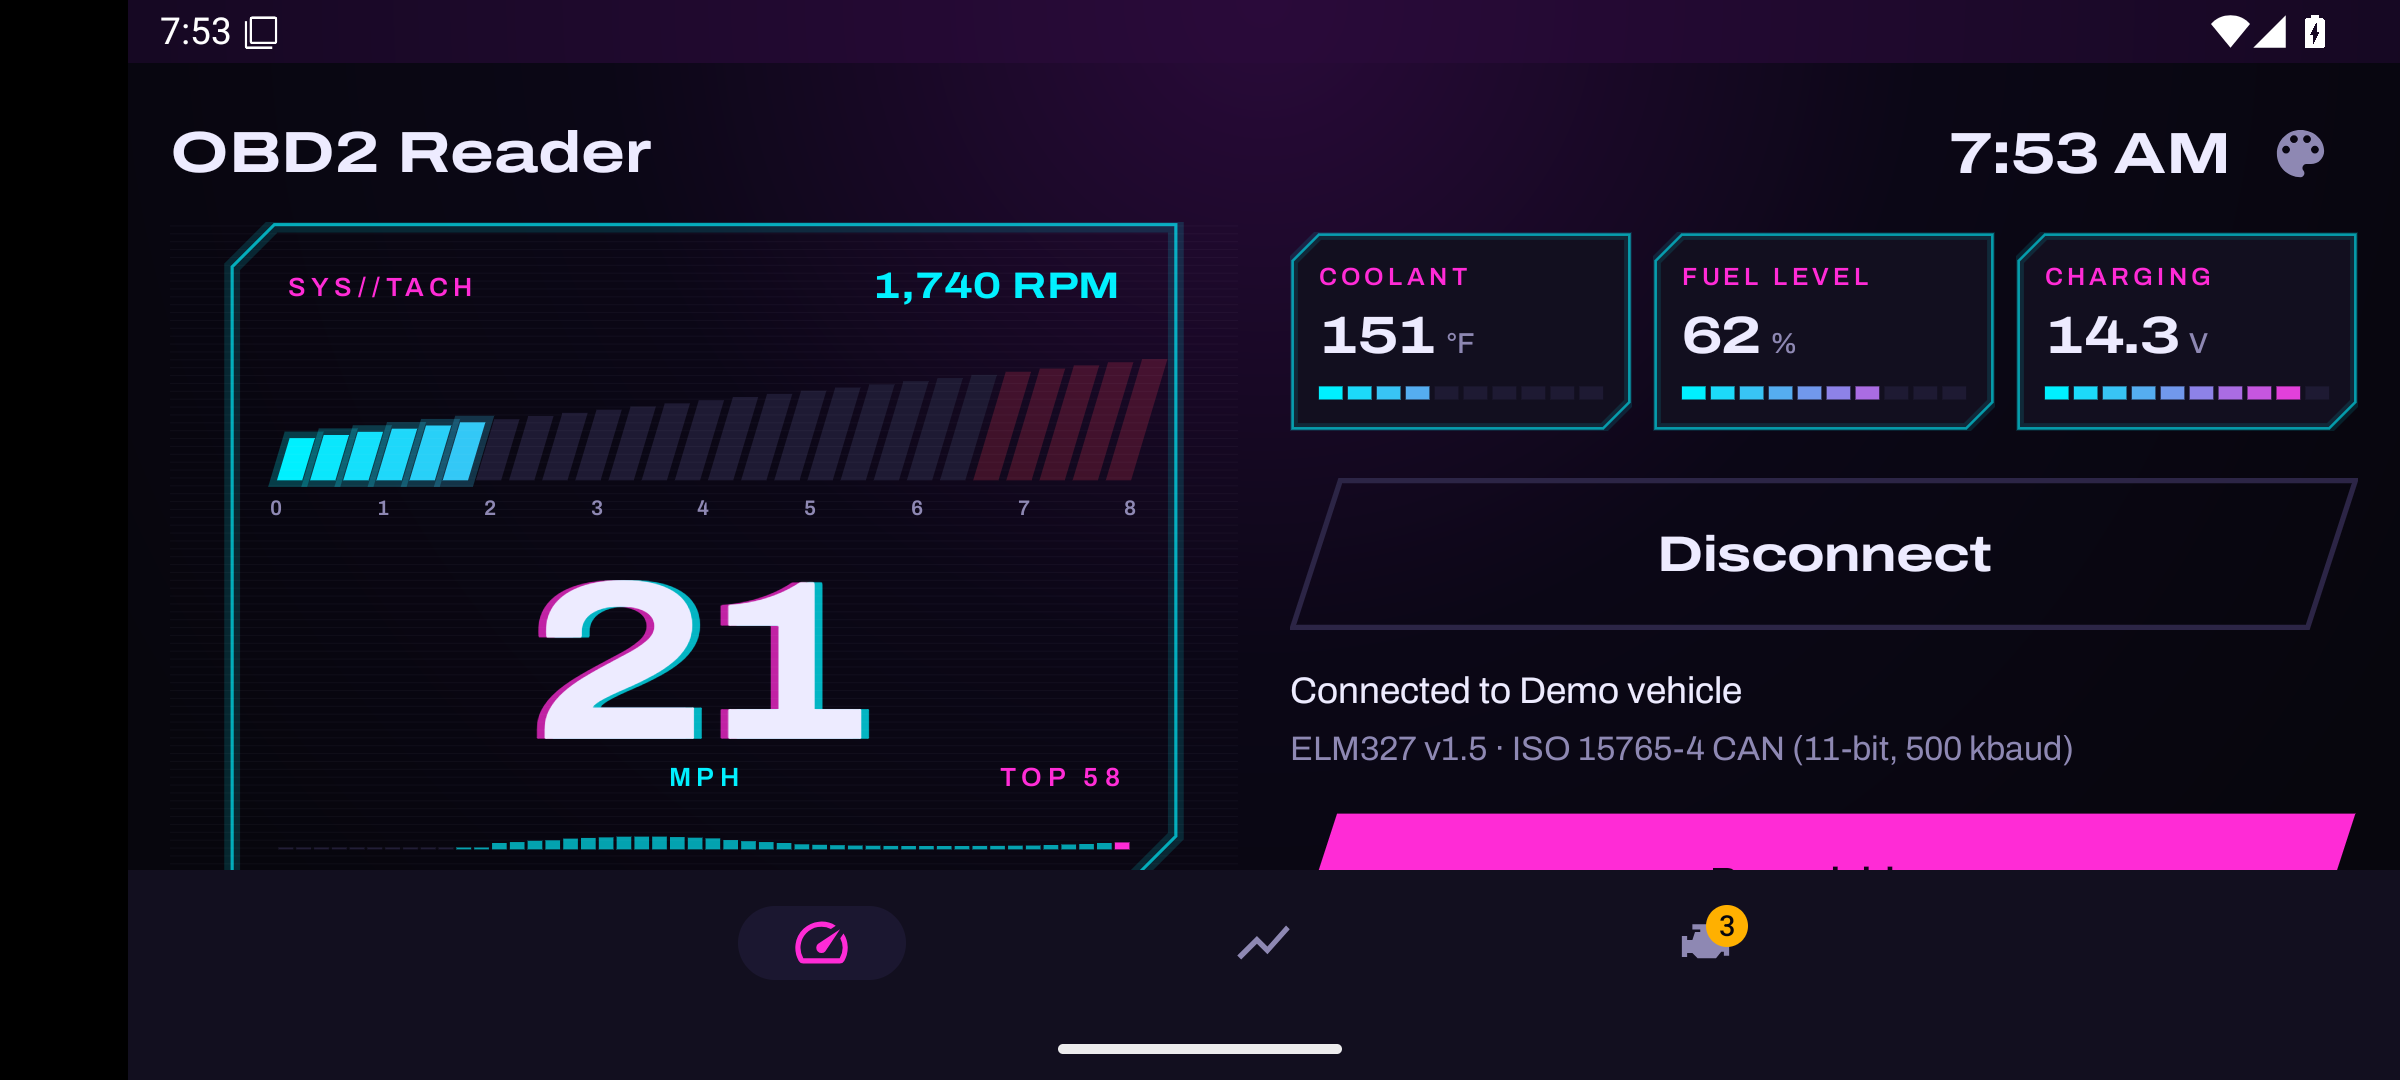 7:53
OBD2 Reader
7:53 AM
SYS//TACH
1,740 RPM
0 1 2 3 4 5 6 7 8
21
MPH
TOP 58
COOLANT
151 °F
FUEL LEVEL
62 %
CHARGING
14.3 V
Disconnect
Connected to Demo vehicle
ELM327 v1.5 · ISO 15765-4 CAN (11-bit, 500 kbaud)
3